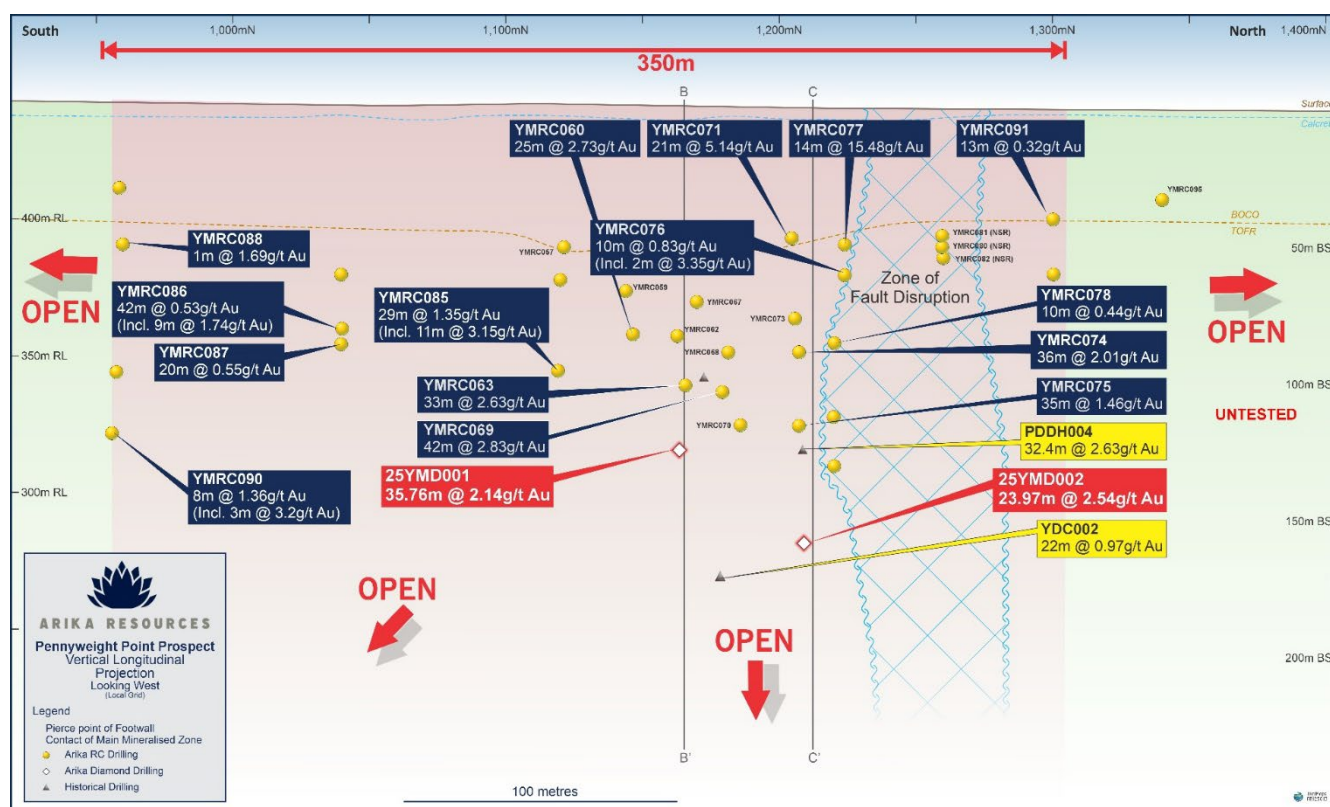 South
1,000mN
1,100mN
1,200mN
1,300mN
North
1,400mN
350m
B
C
Surface
Calcrete
YMRC060
25m @ 2.73g/t Au
YMRC071
21m @ 5.14g/t Au
YMRC077
14m @ 15.48g/t Au
YMRC091
13m @ 0.32g/t Au
YMRC095
400m RL
BOCO
TOFR
YMRC088
1m @ 1.69g/t Au
YMRC076
10m @ 0.83g/t Au
(Incl. 2m @ 3.35g/t Au)
YMRC081 (NSR)
YMRC080 (NSR)
YMRC082 (NSR)
50m BS
OPEN
YMRC086
42m @ 0.53g/t Au
(Incl. 9m @ 1.74g/t Au)
YMRC085
29m @ 1.35g/t Au
(Incl. 11m @ 3.15g/t Au)
YMRC059
YMRC073
Zone of
Fault Disruption
YMRC078
10m @ 0.44g/t Au
OPEN
YMRC087
20m @ 0.55g/t Au
350m RL
YMRC062
YMRC068
YMRC074
36m @ 2.01g/t Au
YMRC063
33m @ 2.63g/t Au
YMRC075
35m @ 1.46g/t Au
100m BS
UNTESTED
YMRC069
42m @ 2.83g/t Au
YMRC070
PDDH004
32.4m @ 2.63g/t Au
YMRC090
8m @ 1.36g/t Au
(Incl. 3m @ 3.2g/t Au)
25YMD001
35.76m @ 2.14g/t Au
25YMD002
23.97m @ 2.54g/t Au
300m RL
150m BS
YDC002
22m @ 0.97g/t Au
OPEN
OPEN
200m BS
ARIKA RESOURCES
Pennyweight Point Prospect
Vertical Longitudinal
Projection
Looking West
(Local Grid)
Legend
Pierce point of Footwall
Contact of Main Mineralised Zone
Arika RC Drilling
Arika Diamond Drilling
Historical Drilling
B'
C'
100 metres